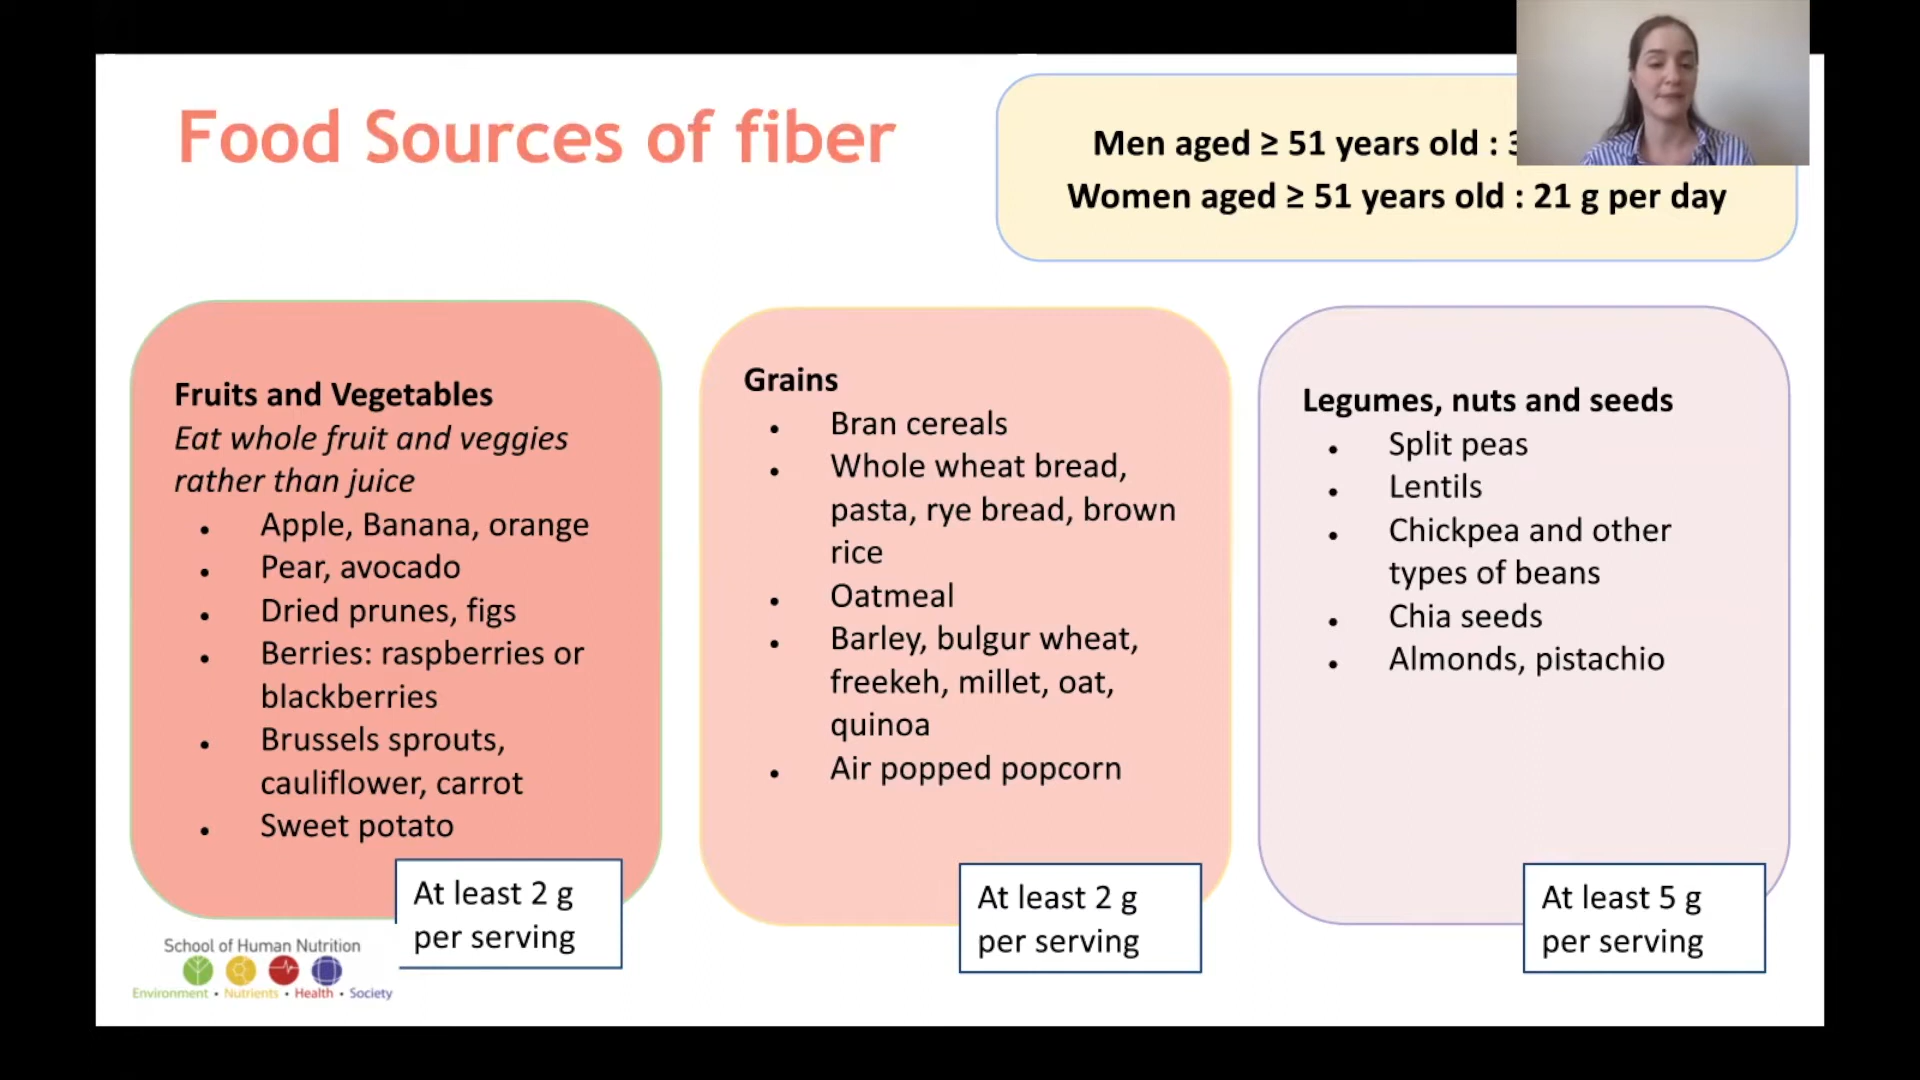 Food Sources of fiber
Men aged ≥ 51 years old :
Women aged ≥ 51 years old : 21 g per day
Fruits and Vegetables
Eat whole fruit and veggies
rather than juice
• Apple, Banana, orange
• Pear, avocado
• Dried prunes, figs
• Berries: raspberries or
blackberries
• Brussels sprouts,
cauliflower, carrot
• Sweet potato
At least 2 g
per serving
Grains
• Bran cereals
• Whole wheat bread,
pasta, rye bread, brown
rice
• Oatmeal
• Barley, bulgur wheat,
freekeh, millet, oat,
quinoa
• Air popped popcorn
At least 2 g
per serving
Legumes, nuts and seeds
• Split peas
• Lentils
• Chickpea and other
types of beans
• Chia seeds
• Almonds, pistachio
At least 5 g
per serving
School of Human Nutrition
Environment • Nutrients • Health • Society